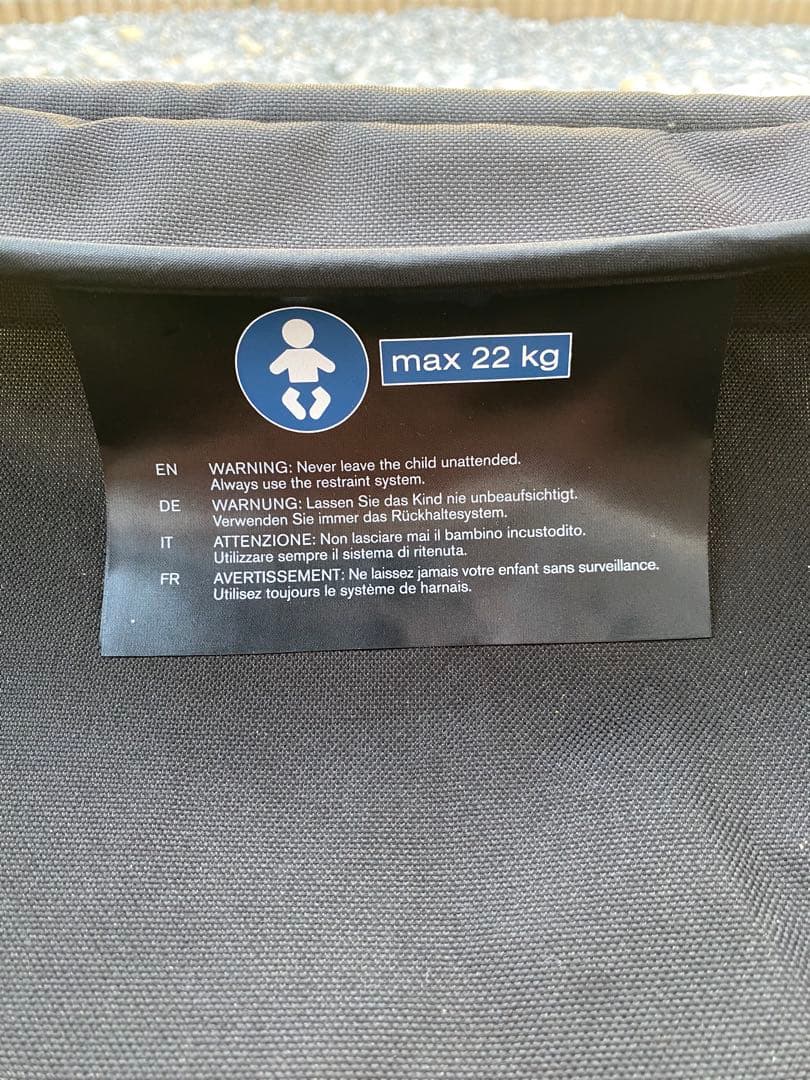 max 22 kg
EN WARNING: Never leave the child unattended.
Always use the restraint system.
DE WARNUNG: Lassen Sie das Kind nie unbeaufsichtigt.
Verwenden Sie immer das Rückhaltesystem.
IT ATTENZIONE: Non lasciare mai il bambino incustodito.
Utilizzare sempre il sistema di ritenuta.
FR AVERTISSEMENT: Ne laissez jamais votre enfant sans surveillance.
Utilisez toujours le système de harnais.